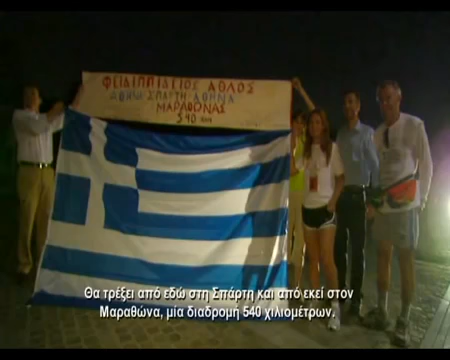 ΦΕΙΔΙΠΠΙΔΕΙΟΣ ΑΘΛΟΣ
ΑΘΗΝΑ-ΣΠΑΡΤΗ-ΑΘΗΝΑ
ΜΑΡΑΘΩΝΑΣ
540 km
Θα τρέξει από εδώ στη Σπάρτη και από εκεί στον
Μαραθώνα, μία διαδρομή 540 χιλιομέτρων.